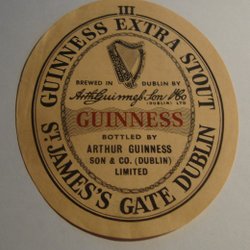 III
GUINNESS EXTRA STOUT
BREWED IN DUBLIN BY
Arth Guinness Son & Co
(DUBLIN) LTD
GUINNESS
BOTTLED BY
ARTHUR GUINNESS
SON & CO. (DUBLIN)
LIMITED
ST. JAMES'S GATE DUBLIN